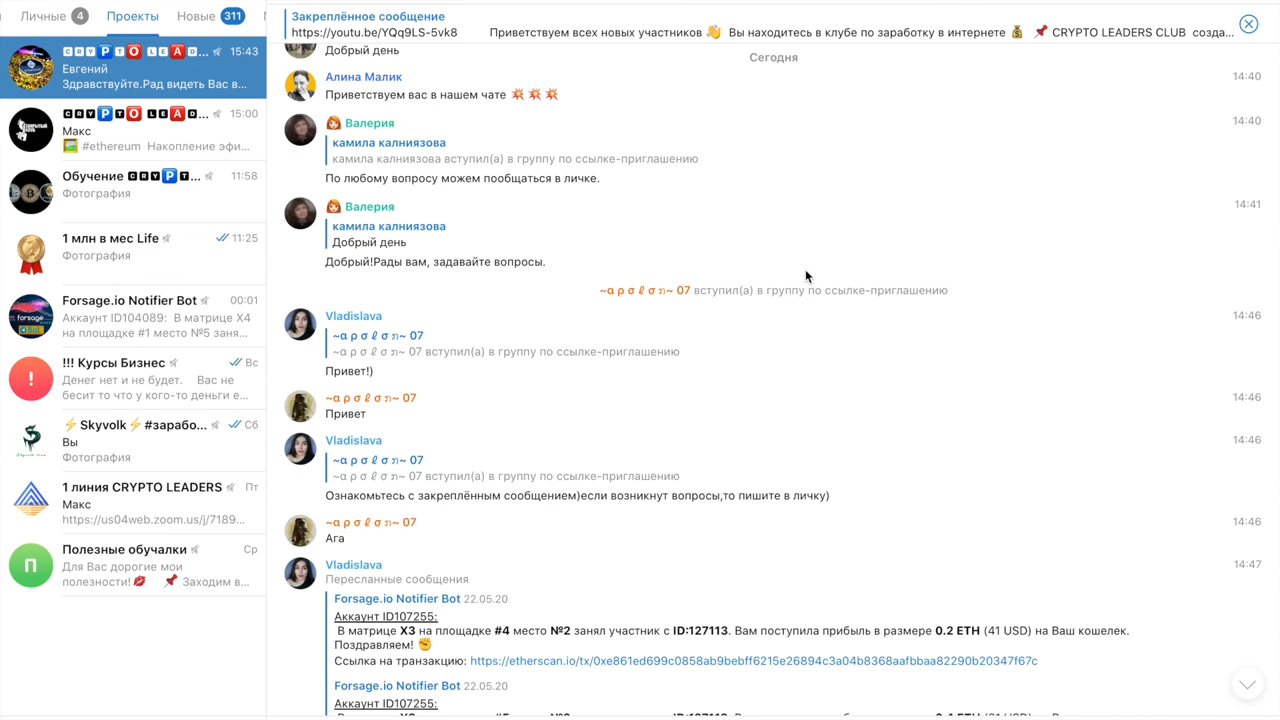 Личные 4 Проекты Новые 311
🅲🆁🆈🅿️🆃🅾️ 🅻🅴🅰️🅳... 15:43
Евгений
Здравствуйте.Рад видеть Вас в...
🅲🆁🆈🅿️🆃🅾️ 🅻🅴🅰️🅳... 15:00
Макс
#ethereum Накопление эфи...
Обучение 🅲🆁🆈🅿️🆃... 11:58
Фотография
1 млн в мес Life 11:25
Фотография
Forsage.io Notifier Bot 00:01
Аккаунт ID104089: В матрице X4
на площадке #1 место №5 заня...
!!! Курсы Бизнес Вс
Денег нет и не будет. Вас не
бесит то что у кого-то деньги е...
⚡Skyvolk⚡#зарабо... Сб
Вы
Фотография
1 линия CRYPTO LEADERS Пт
Макс
https://us04web.zoom.us/j/7189...
П
Полезные обучалки Ср
Для Вас дорогие мои
полезности!💋 📌 Заходим в...
Закреплённое сообщение
https://youtu.be/YQq9LS-5vk8 Приветствуем всех новых участников 👋 Вы находитесь в клубе по заработку в интернете 💰 📌 CRYPTO LEADERS CLUB созда...
Добрый день
Сегодня
Алина Малик 14:40
Приветствуем вас в нашем чате 💥 💥 💥
👩‍🦰 Валерия 14:40
камила калниязова
камила калниязова вступил(а) в группу по ссылке-приглашению
По любому вопросу можем пообщаться в личке.
👩‍🦰 Валерия 14:41
камила калниязова
Добрый день
Добрый!Рады вам, задавайте вопросы.
~α ρ σ ℓ σ ภ~ 07 вступил(а) в группу по ссылке-приглашению
Vladislava 14:46
~α ρ σ ℓ σ ภ~ 07
~α ρ σ ℓ σ ภ~ 07 вступил(а) в группу по ссылке-приглашению
Привет!)
~α ρ σ ℓ σ ภ~ 07 14:46
Привет
Vladislava 14:46
~α ρ σ ℓ σ ภ~ 07
~α ρ σ ℓ σ ภ~ 07 вступил(а) в группу по ссылке-приглашению
Ознакомьтесь с закреплённым сообщением)если возникнут вопросы,то пишите в личку)
~α ρ σ ℓ σ ภ~ 07 14:46
Ага
Vladislava 14:47
Пересланные сообщения
Forsage.io Notifier Bot 22.05.20
Аккаунт ID107255:
В матрице X3 на площадке #4 место №2 занял участник с ID:127113. Вам поступила прибыль в размере 0.2 ETH (41 USD) на Ваш кошелек.
Поздравляем! ✊
Ссылка на транзакцию: https://etherscan.io/tx/0xe861ed699c0858ab9bebff6215e26894c3a04b8368aafbbaa82290b20347f67c
Forsage.io Notifier Bot 22.05.20
Аккаунт ID107255: